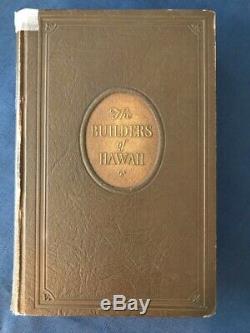 The
BUILDERS
of
HAWAII